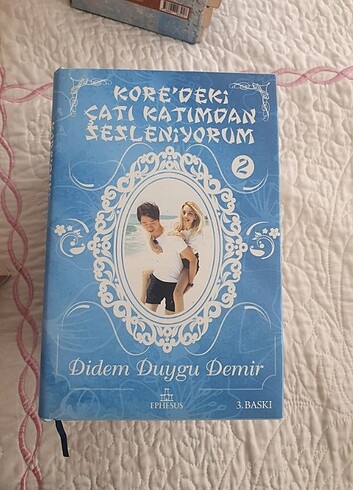 KORE'DEKİ
ÇATI KATIMDAN
SESLENİYORUM
2
Didem Duygu Demir
EPHESUS
3. BASKI